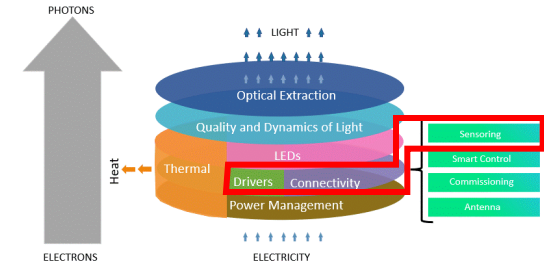 PHOTONS
LIGHT
Optical Extraction
Quality and Dynamics of Light
Sensoring
LEDs
Smart Control
Thermal
Heat
Drivers
Connectivity
Commissioning
Power Management
Antenna
ELECTRONS
ELECTRICITY